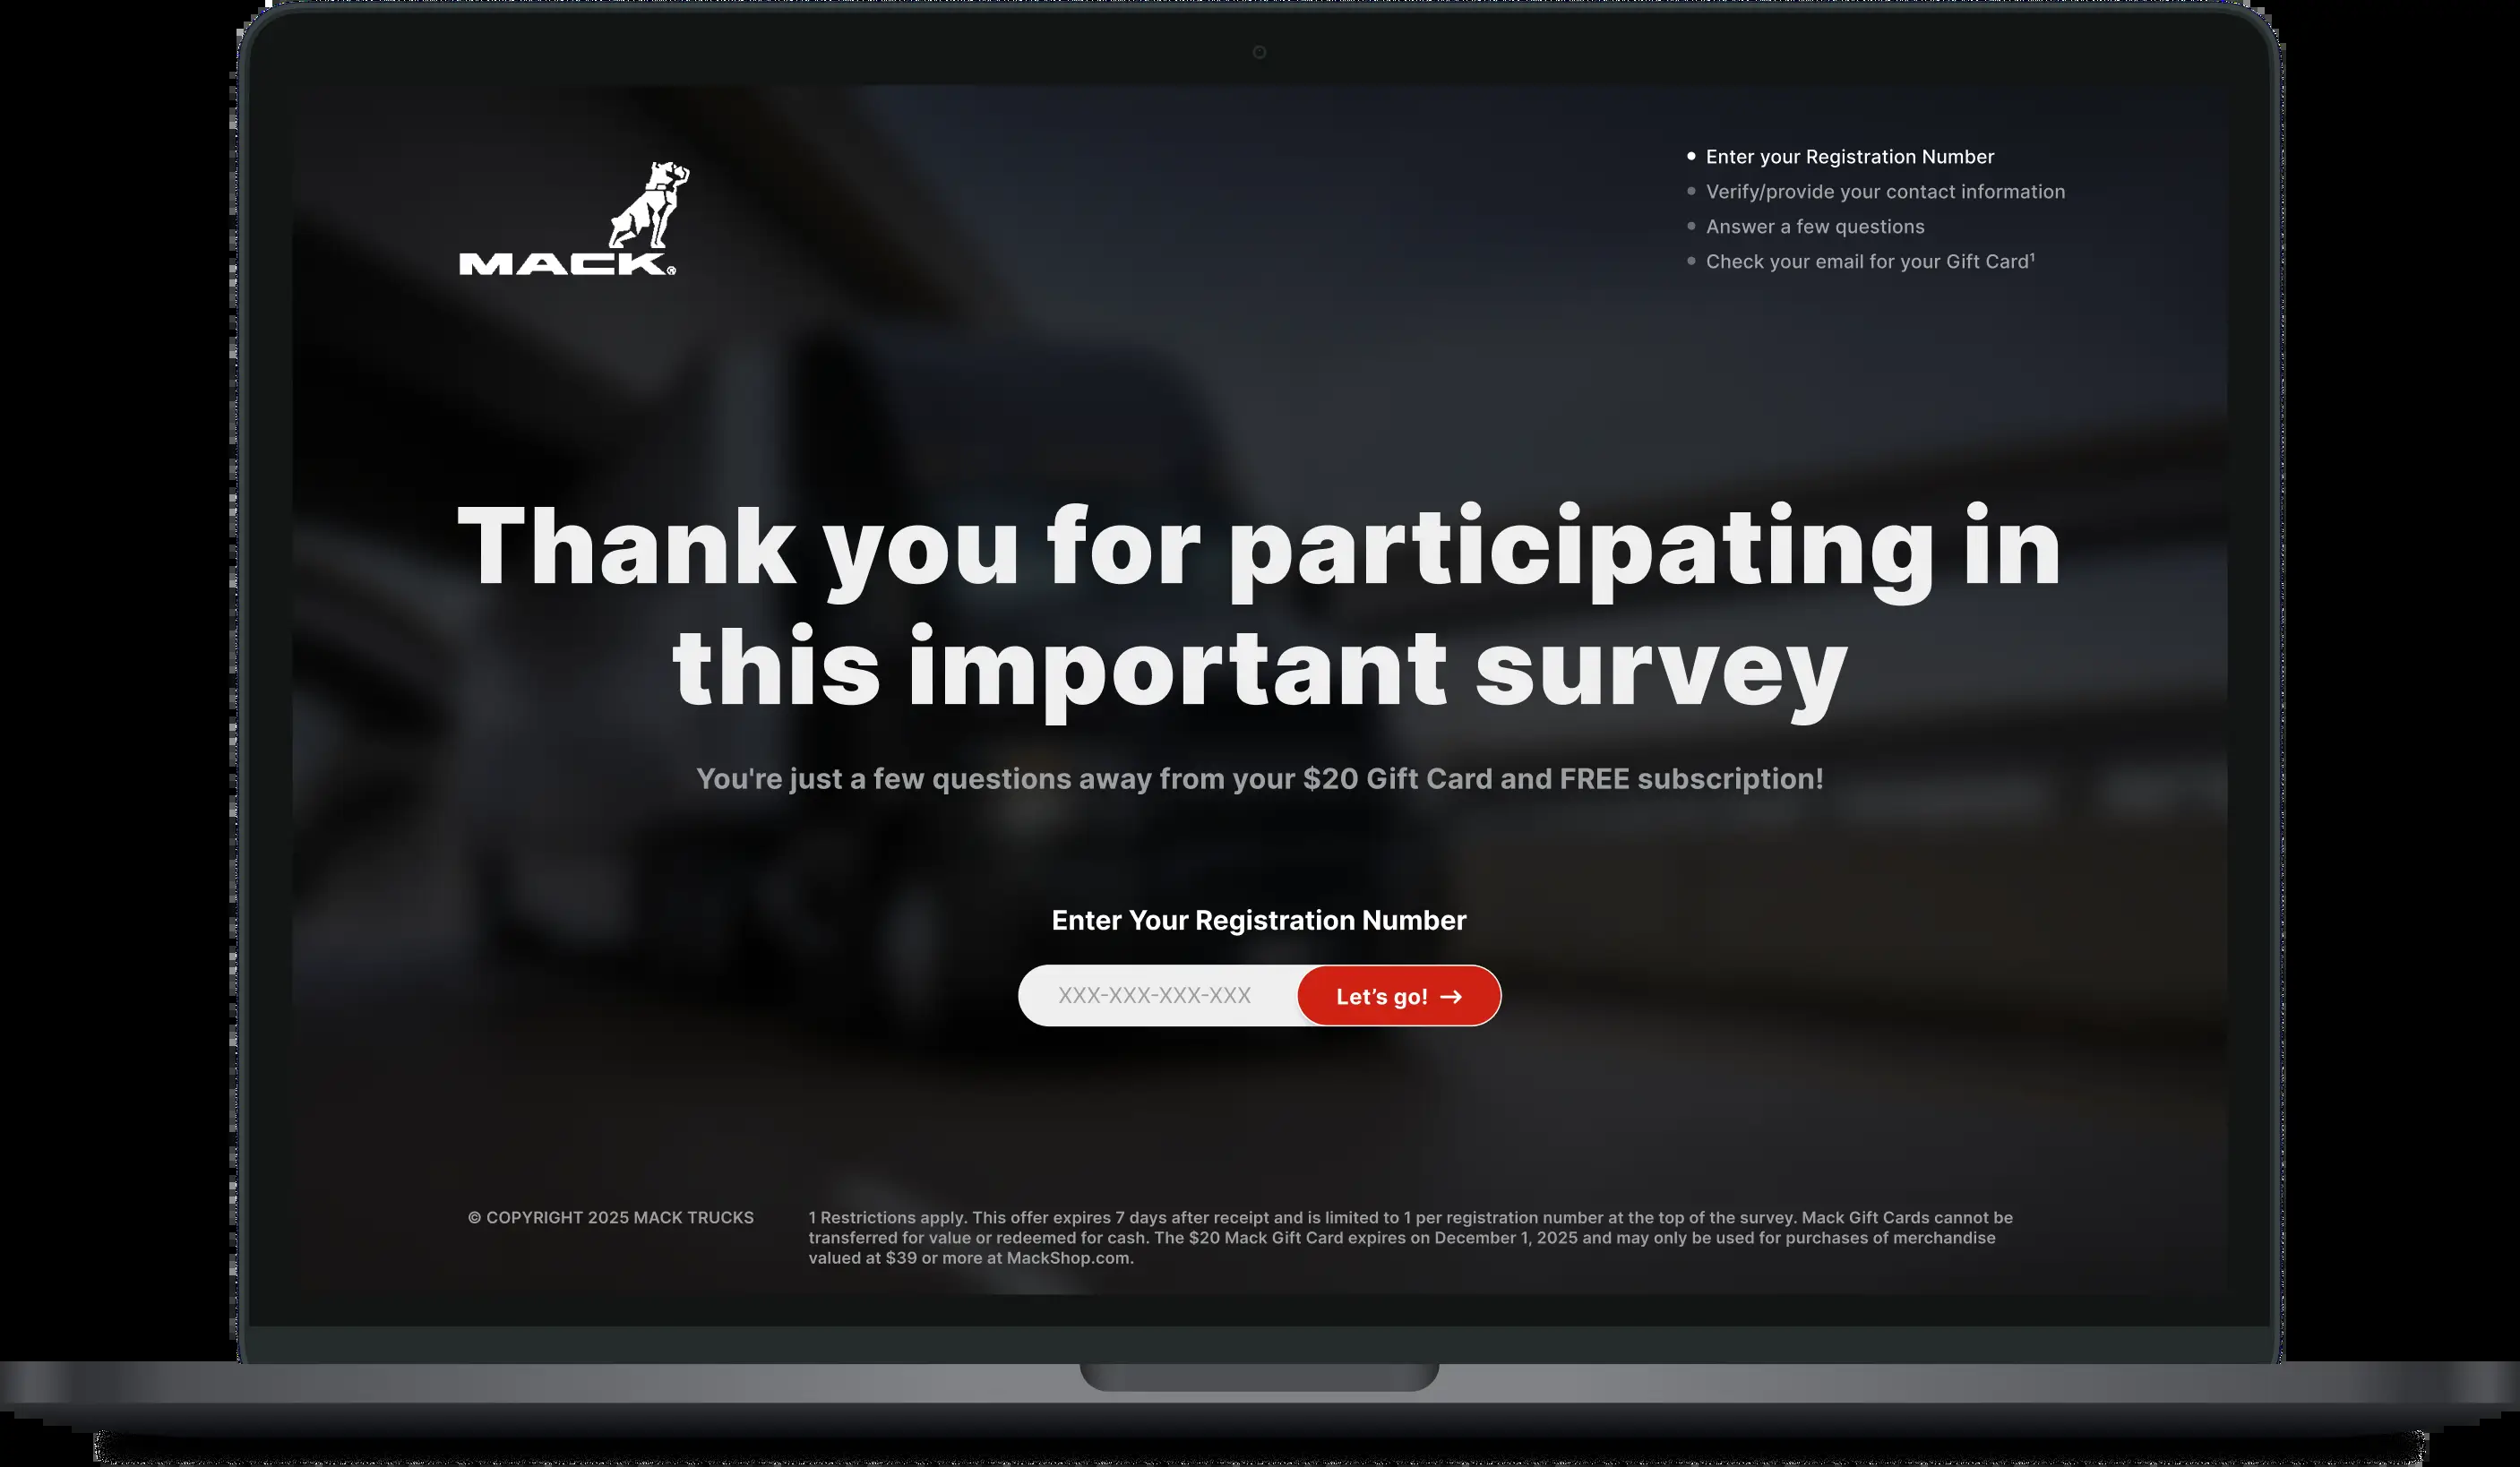 MACK®
Enter your Registration Number
Verify/provide your contact information
Answer a few questions
Check your email for your Gift Card¹
Thank you for participating in
this important survey
You're just a few questions away from your $20 Gift Card and FREE subscription!
Enter Your Registration Number
XXX-XXX-XXX-XXX
Let’s go! →
© COPYRIGHT 2025 MACK TRUCKS
1 Restrictions apply. This offer expires 7 days after receipt and is limited to 1 per registration number at the top of the survey. Mack Gift Cards cannot be
transferred for value or redeemed for cash. The $20 Mack Gift Card expires on December 1, 2025 and may only be used for purchases of merchandise
valued at $39 or more at MackShop.com.